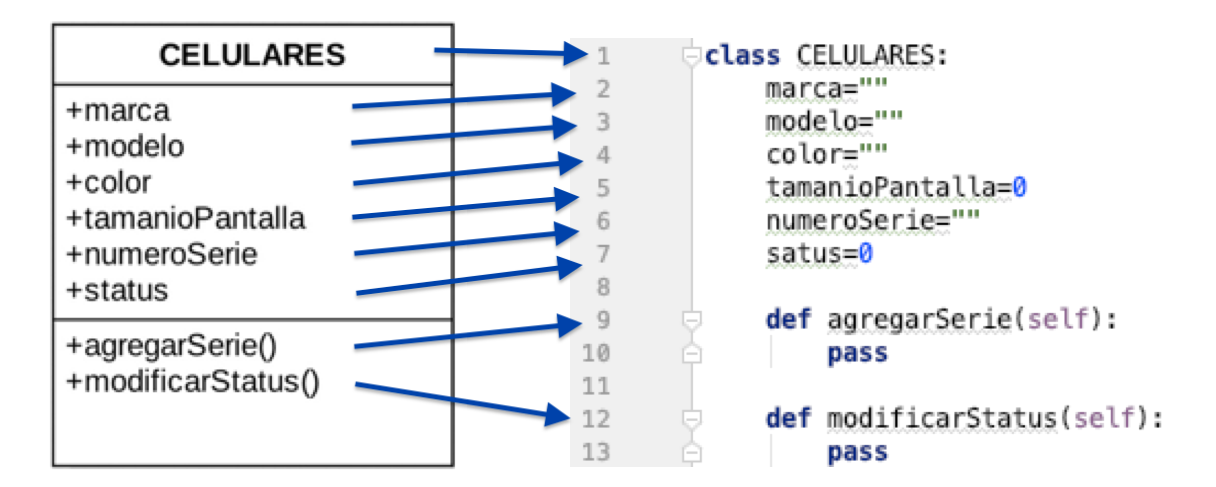 CELULARES
+marca
+modelo
+color
+tamanioPantalla
+numeroSerie
+status
+agregarSerie()
+modificarStatus()
1 class CELULARES:
2 marca=""
3 modelo=""
4 color=""
5 tamanioPantalla=0
6 numeroSerie=""
7 satus=0
8
9 def agregarSerie(self):
10 pass
11
12 def modificarStatus(self):
13 pass